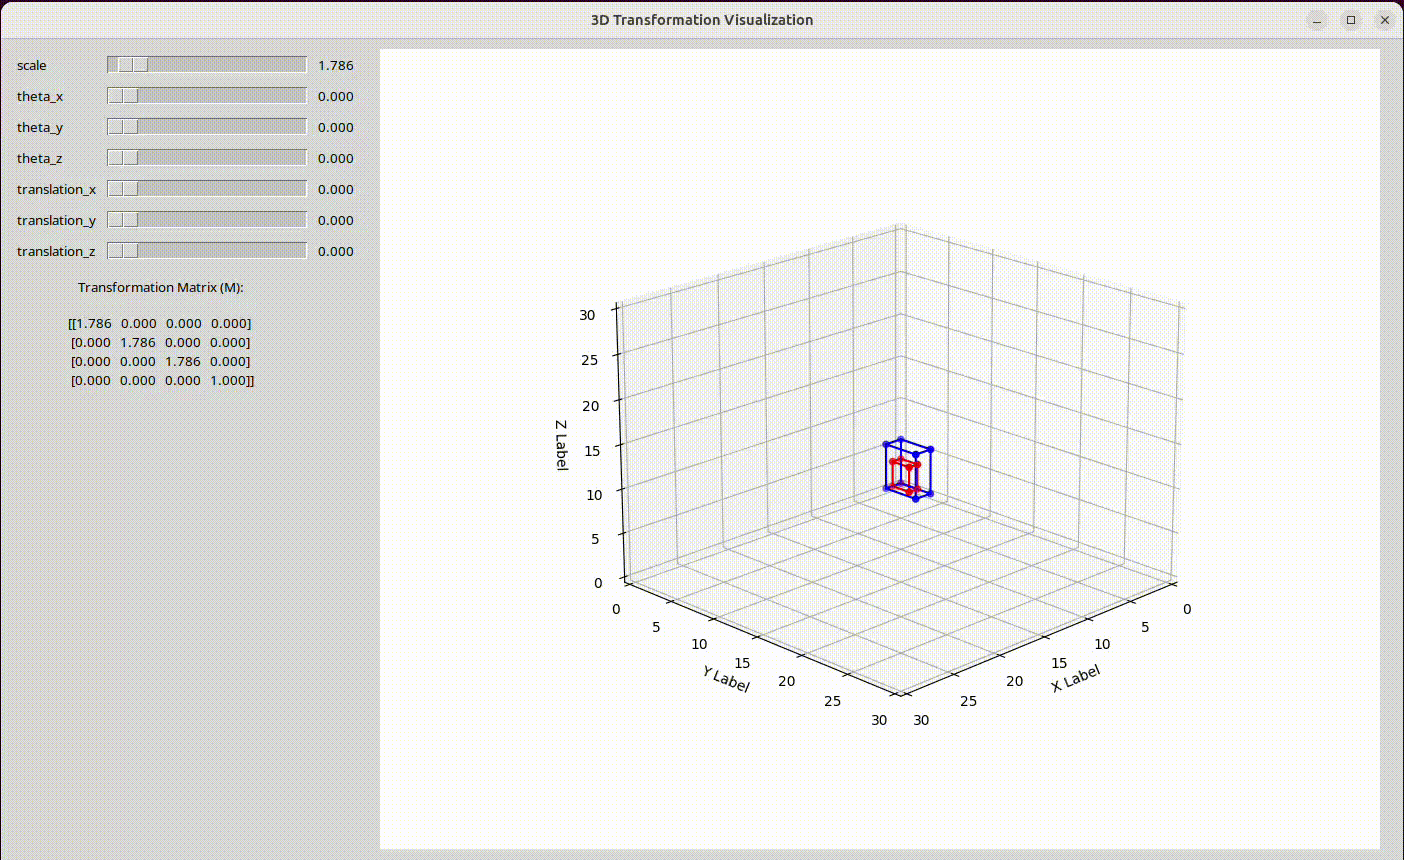 3D Transformation Visualization
scale 1.786
theta_x 0.000
theta_y 0.000
theta_z 0.000
translation_x 0.000
translation_y 0.000
translation_z 0.000
Transformation Matrix (M):
[[1.786 0.000 0.000 0.000]
[0.000 1.786 0.000 0.000]
[0.000 0.000 1.786 0.000]
[0.000 0.000 0.000 1.000]]
30
25
20
15
10
5
0
Z Label
0
5
10
15
20
25
30
Y Label
0
5
10
15
20
25
30
X Label